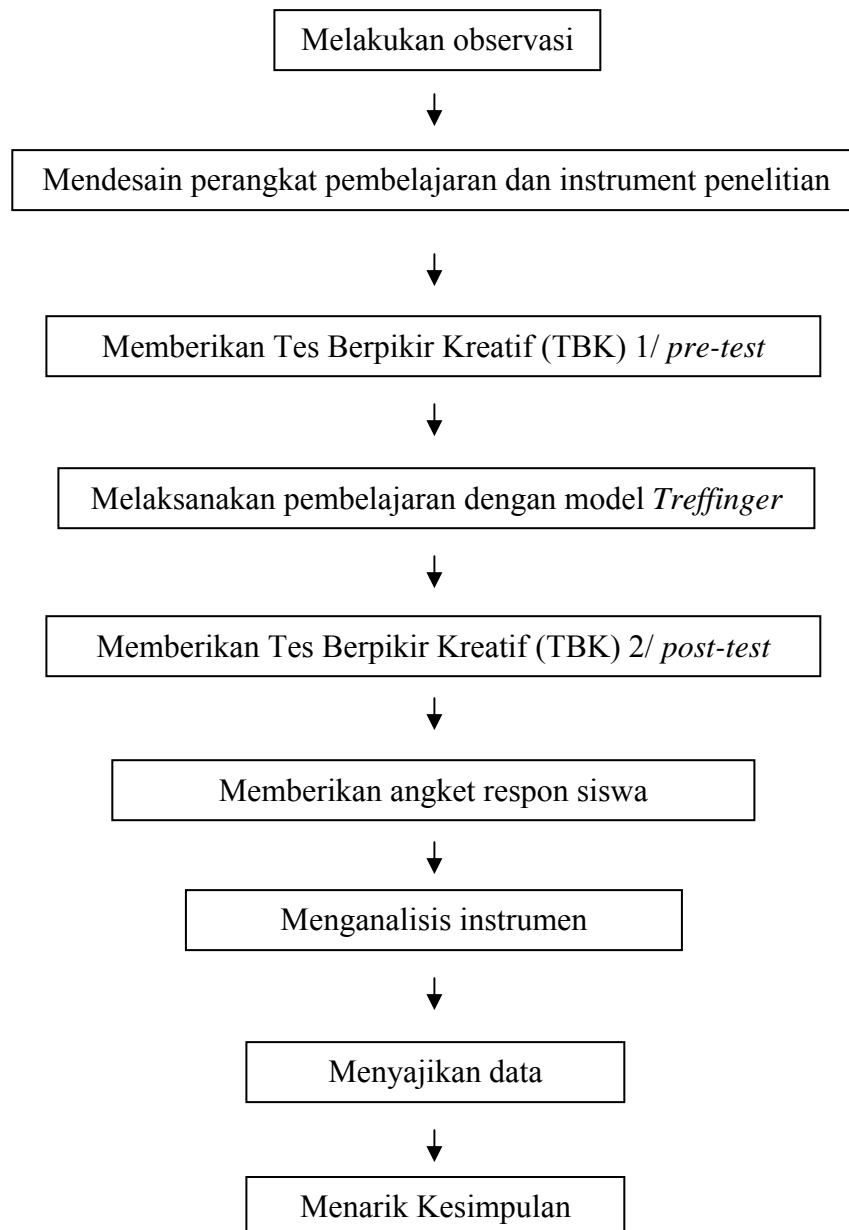 Melakukan observasi
Mendesain perangkat pembelajaran dan instrument penelitian
Memberikan Tes Berpikir Kreatif (TBK) 1/ pre-test
Melaksanakan pembelajaran dengan model Treffinger
Memberikan Tes Berpikir Kreatif (TBK) 2/ post-test
Memberikan angket respon siswa
Menganalisis instrumen
Menyajikan data
Menarik Kesimpulan